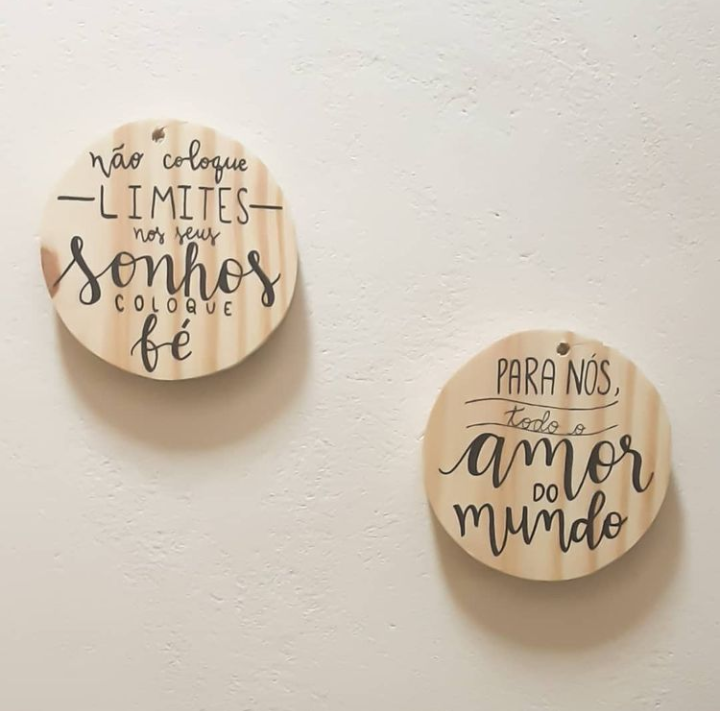 não coloque
LIMITES
nos seus
sonhos
COLOQUE
fé
PARA NÓS,
todo o
amor
DO
mundo